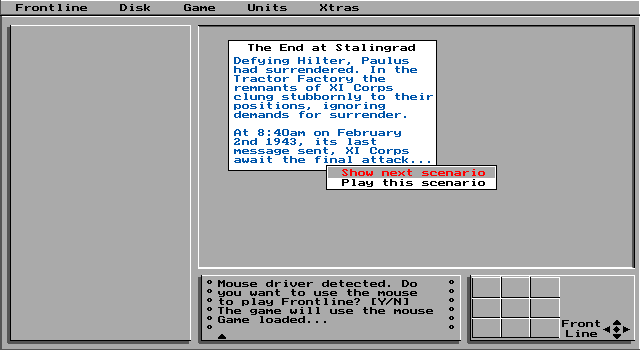 Frontline Disk Game Units Xtras
The End at Stalingrad
Defying Hilter, Paulus
had surrendered. In the
Tractor Factory the
remnants of XI Corps
clung stubbornly to their
positions, ignoring
demands for surrender.
At 8:40am on February
2nd 1943, its last
message sent, XI Corps
await the final attack...
Show next scenario
Play this scenario
Mouse driver detected. Do
you want to use the mouse
to play Frontline? [Y/N]
The game will use the mouse
Game loaded...
Front
Line